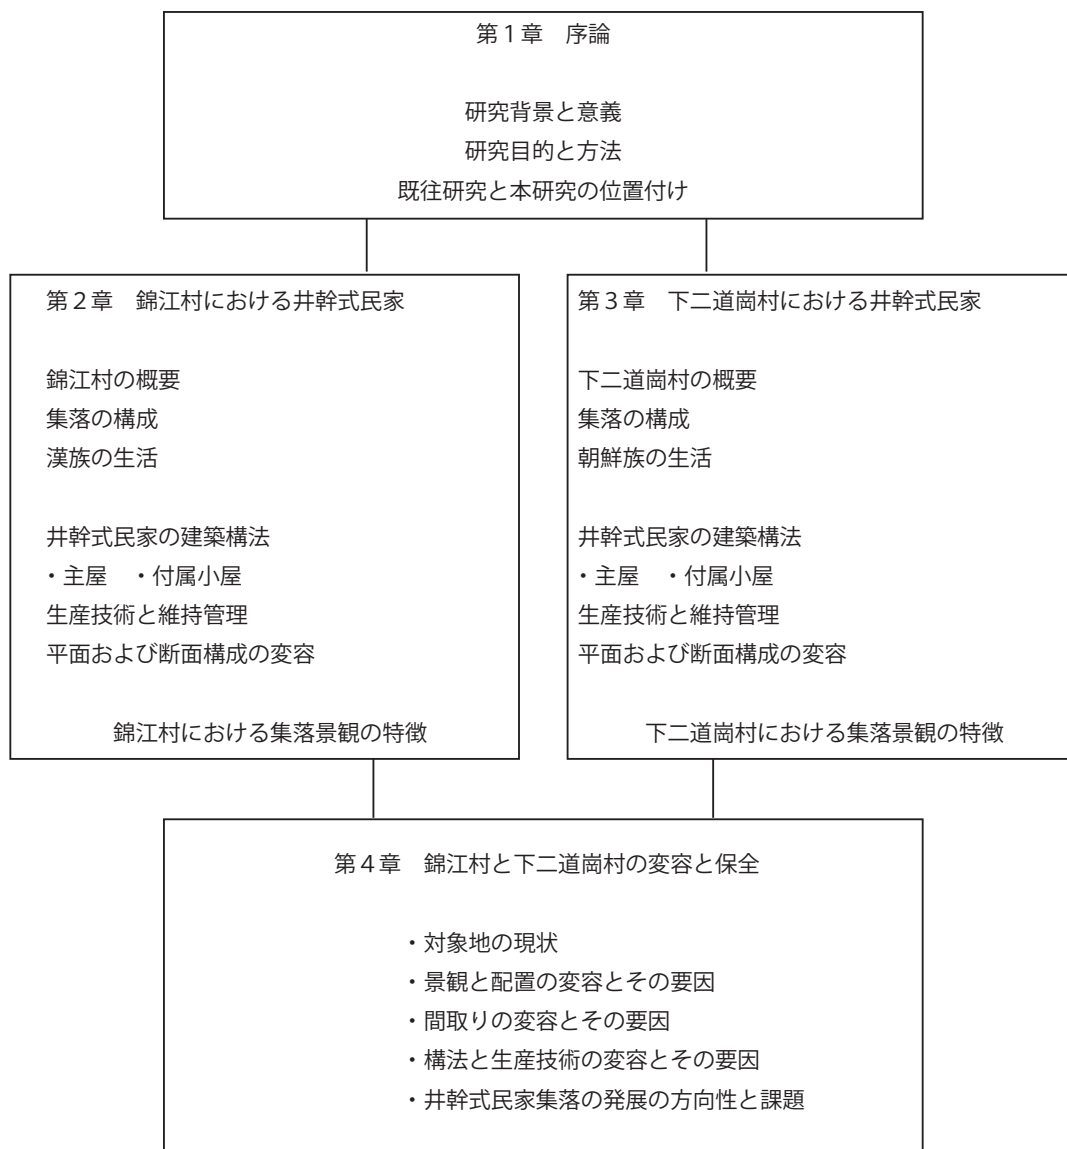 第１章　序論
研究背景と意義
研究目的と方法
既往研究と本研究の位置付け
第２章　錦江村における井幹式民家
錦江村の概要
集落の構成
漢族の生活
井幹式民家の建築構法
・主屋　・付属小屋
生産技術と維持管理
平面および断面構成の変容
錦江村における集落景観の特徴
第３章　下二道崗村における井幹式民家
下二道崗村の概要
集落の構成
朝鮮族の生活
井幹式民家の建築構法
・主屋　・付属小屋
生産技術と維持管理
平面および断面構成の変容
下二道崗村における集落景観の特徴
第４章　錦江村と下二道崗村の変容と保全
・対象地の現状
・景観と配置の変容とその要因
・間取りの変容とその要因
・構法と生産技術の変容とその要因
・井幹式民家集落の発展の方向性と課題